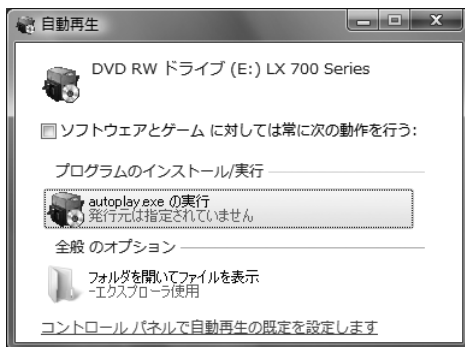 自動再生
DVD RW ドライブ (E:) LX 700 Series
ソフトウェアとゲーム に対しては常に次の動作を行う:
プログラムのインストール/実行
autoplay.exe の実行
発行元は指定されていません
全般 のオプション
フォルダを開いてファイルを表示
-エクスプローラ使用
コントロール パネルで自動再生の既定を設定します